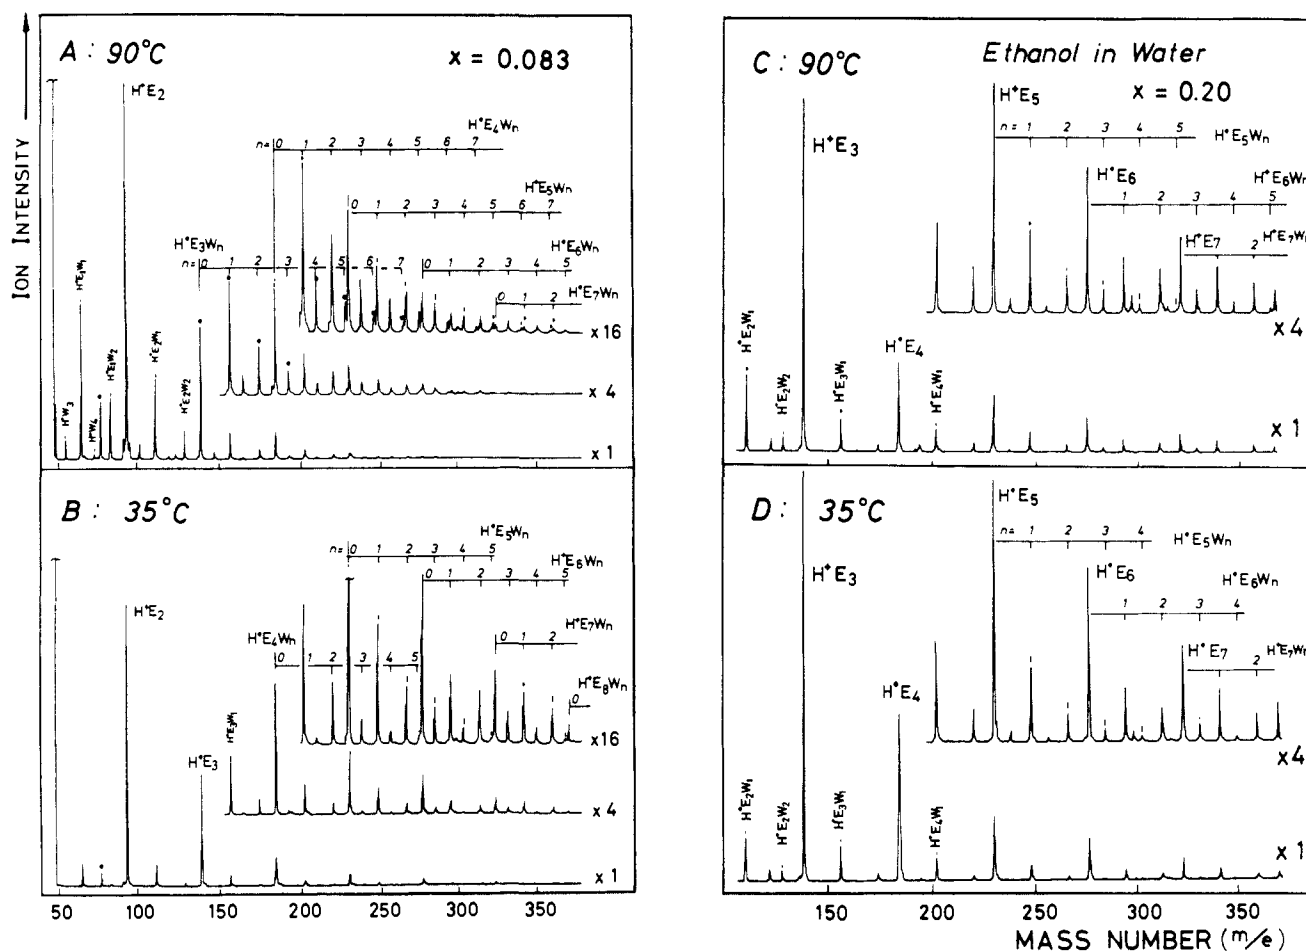 ION INTENSITY
A: 90°C
x = 0.083
H⁺E₂
n= 0 1 2 3 4 5 6 7
H⁺E₄Wn
H⁺E₅Wn
0 1 2 3 4 5 6 7
H⁺E₃Wn
n= 0 1 2 3 4 5 6 7
H⁺E₆Wn
0 1 2 3 4 5
H⁺E₇Wn
0 1 2
H⁺W₃
H⁺E₁W₁
H⁺W₄
H⁺E₁W₂
H⁺E₂W₁
H⁺E₂W₂
x 16
x 4
x 1
B: 35°C
H⁺E₅Wn
n= 0 1 2 3 4 5
H⁺E₆Wn
0 1 2 3 4 5
H⁺E₂
H⁺E₄Wn
0 1 2 3 4 5
H⁺E₇Wn
0 1 2
H⁺E₈Wn
0
H⁺E₃W₁
H⁺E₃
x16
x 4
x 1
50 100 150 200 250 300 350
C: 90°C
Ethanol in Water
x = 0.20
H⁺E₅
n= 1 2 3 4 5
H⁺E₅Wn
H⁺E₃
H⁺E₆
H⁺E₆Wn
1 2 3 4 5
H⁺E₇
2
H⁺E₇Wn
x 4
H⁺E₂W₁
H⁺E₂W₂
H⁺E₃W₁
H⁺E₄
H⁺E₄W₁
x 1
D: 35°C
H⁺E₅
n= 1 2 3 4
H⁺E₅Wn
H⁺E₃
H⁺E₆
H⁺E₆Wn
1 2 3 4
H⁺E₇
2
H⁺E₇Wn
H⁺E₄
x4
H⁺E₂W₁
H⁺E₂W₂
H⁺E₃W₁
H⁺E₄W₁
x1
150 200 250 300 350
MASS NUMBER (m/e)